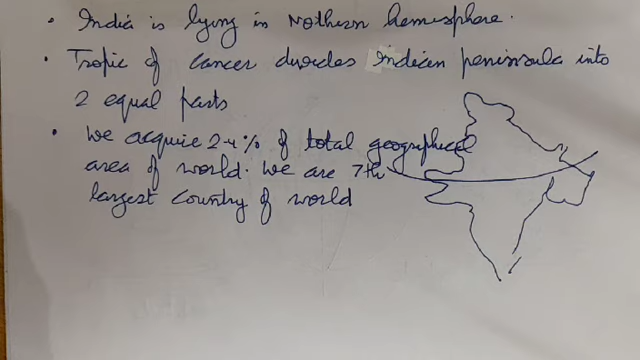 • India is lying in Nothern hemisphere.
• Tropic of cancer divides Indian peninsula into
2 equal parts
• We acquire 2.4% of total geographical
area of world. We are 7th
largest country of world